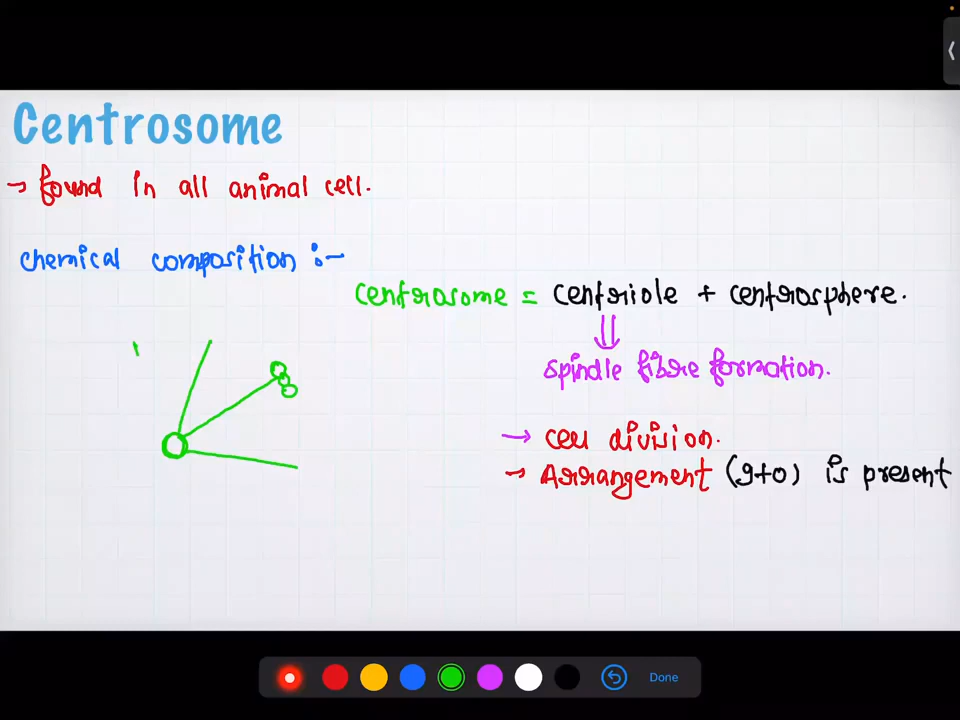 Centrosome
→ found in all animal cell.
chemical composition :-
centrosome = centriole + centrosphere.
spindle fibre formation.
→ cell division.
→ Arrangement (9+0) is present
Done